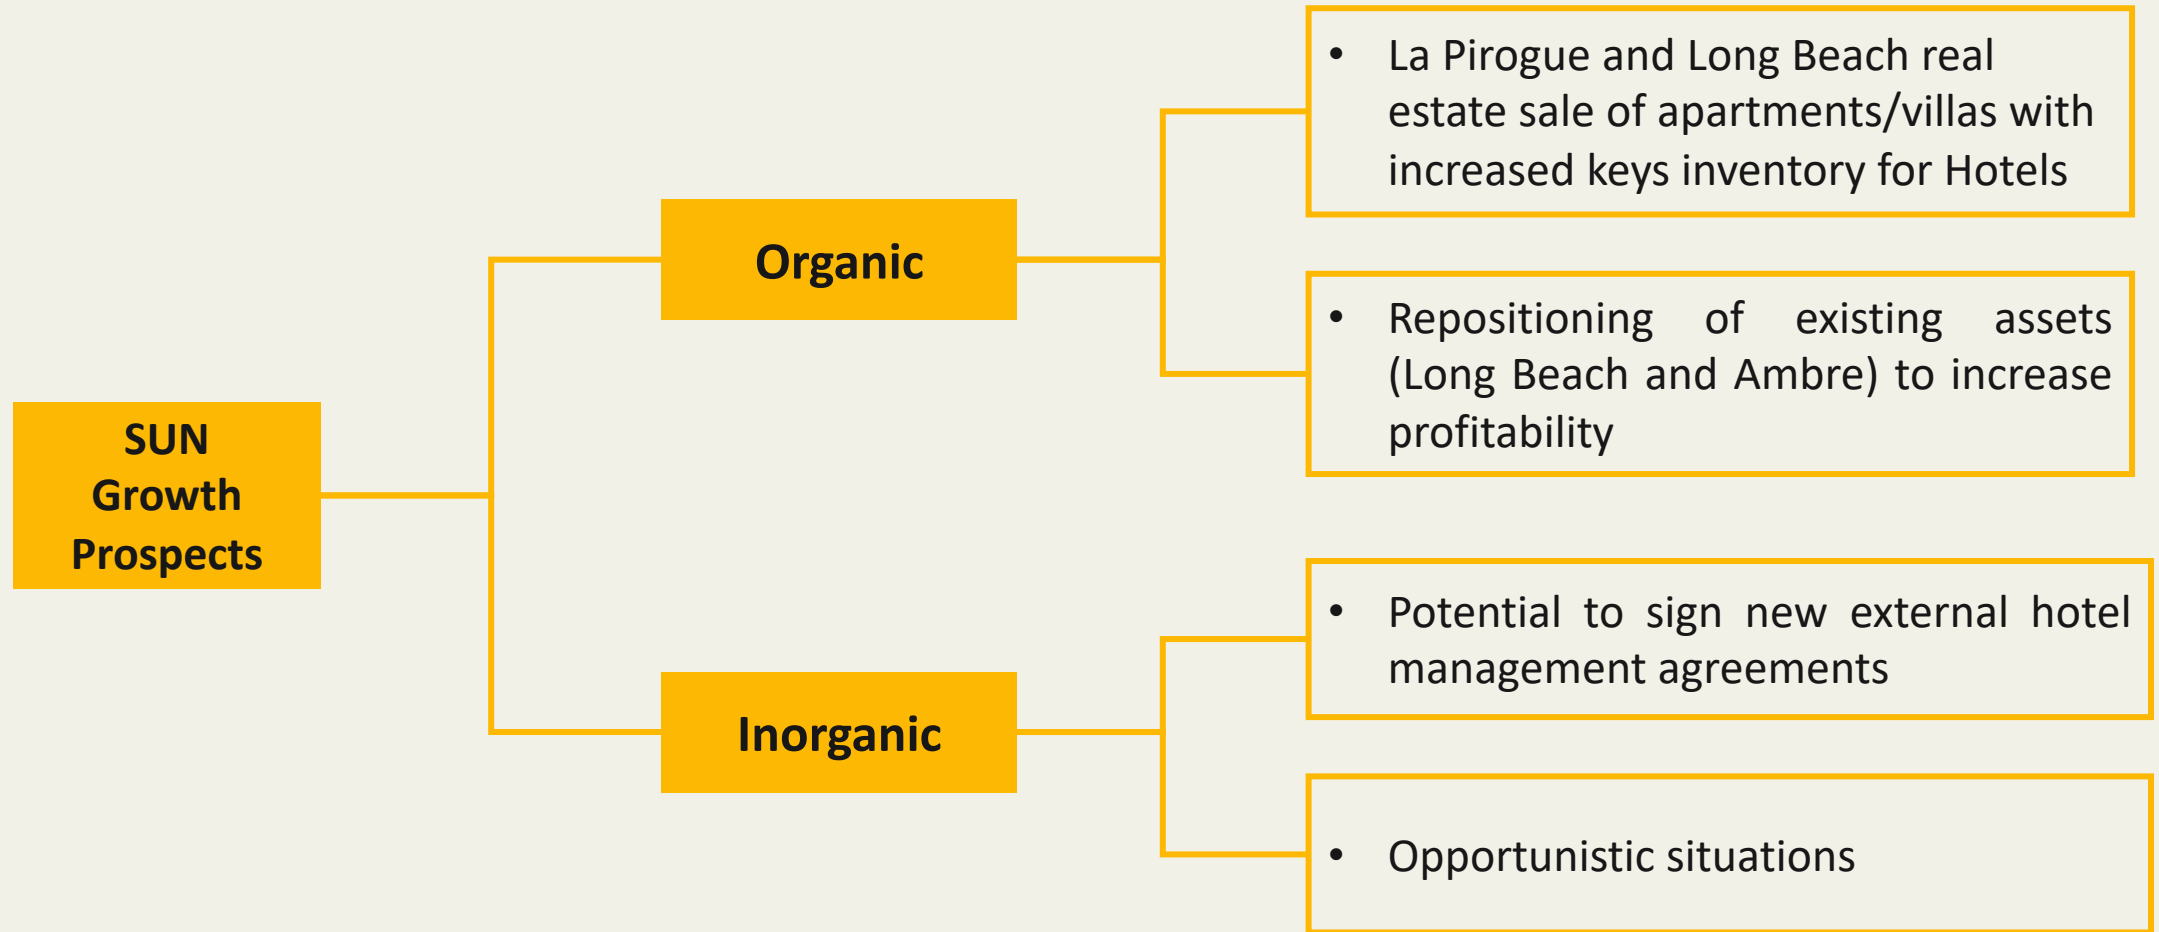 SUN
Growth
Prospects
Organic
• La Pirogue and Long Beach real
estate sale of apartments/villas with
increased keys inventory for Hotels
• Repositioning of existing assets
(Long Beach and Ambre) to increase
profitability
Inorganic
• Potential to sign new external hotel
management agreements
• Opportunistic situations